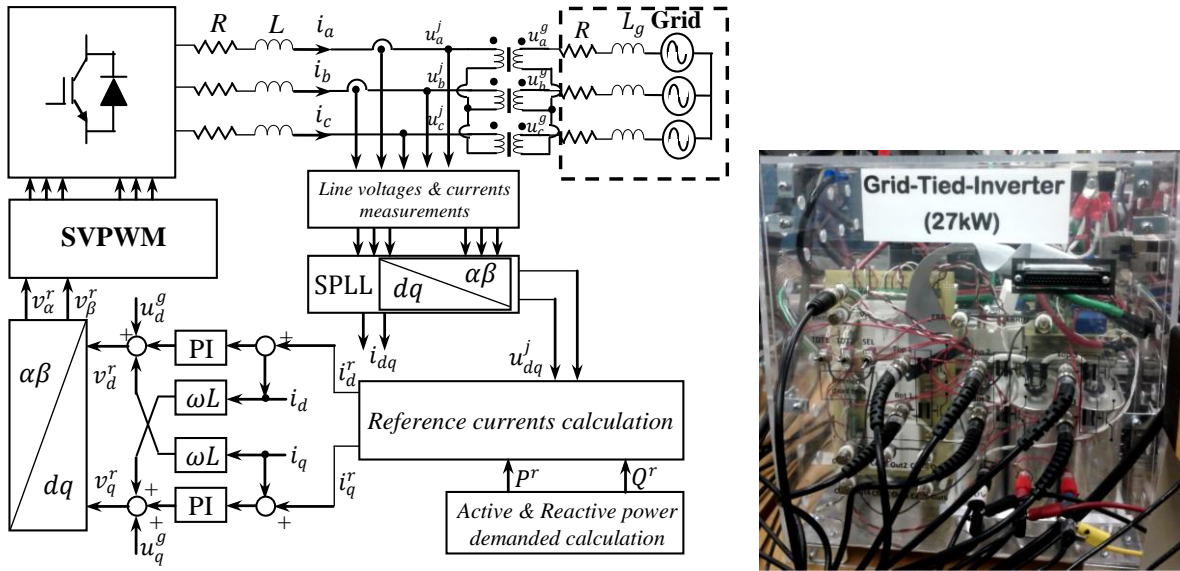 R L i_a u_a^j u_a^g R L_g Grid
i_b u_b^j u_b^g
i_c u_c^j u_c^g
Line voltages & currents
measurements
SVPWM
SPLL dq αβ
v_α^r v_β^r
u_d^g
i_dq
u_dq^j
+ PI +
αβ
v_d^r
i_d^r
ωL i_d
Reference currents calculation
ωL i_q
dq
v_q^r
i_q^r
+ PI +
+
u_q^g
P^r Q^r
Active & Reactive power
demanded calculation
Grid-Tied-Inverter
(27kW)
SEL